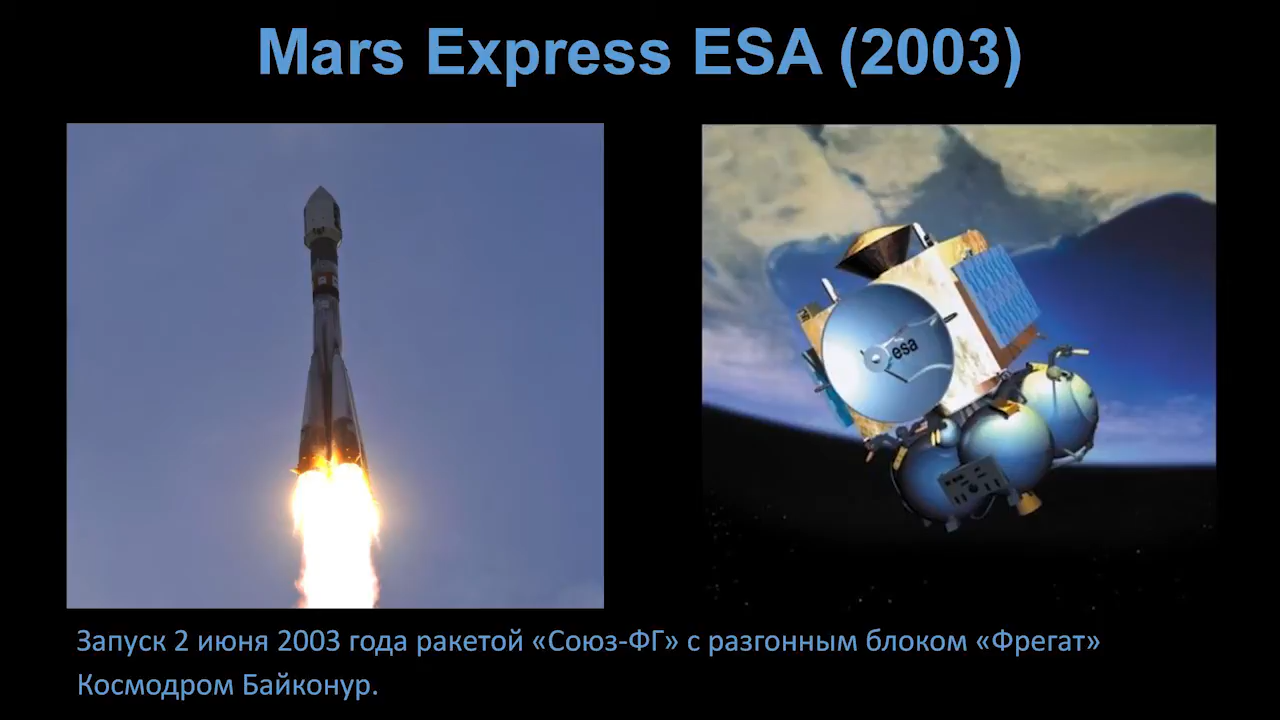 Mars Express ESA (2003)
esa
Запуск 2 июня 2003 года ракетой «Союз-ФГ» с разгонным блоком «Фрегат»
Космодром Байконур.